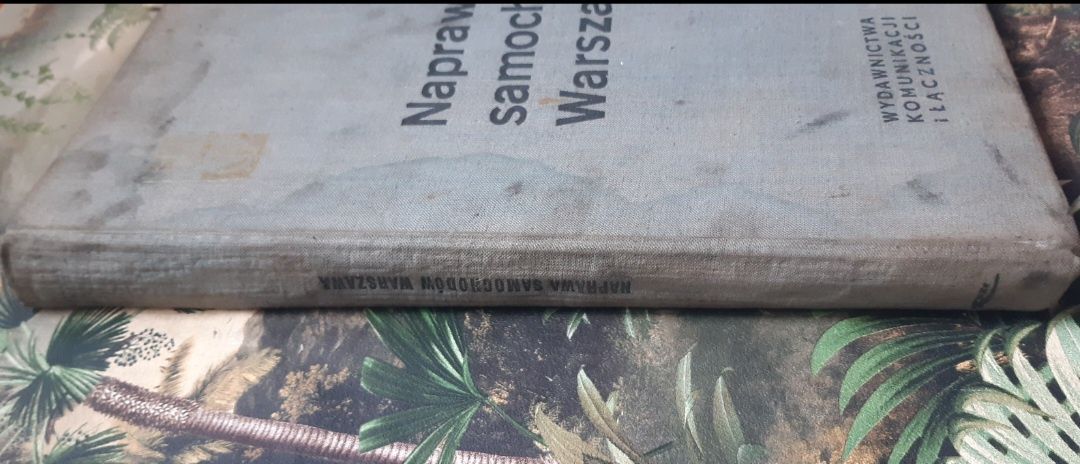 Napraw
samoch
Warsza
WYDAWNICTWA
KOMUNIKACJI
i ŁĄCZNOŚCI
NAPRAWA SAMOCHODÓW WARSZAWA